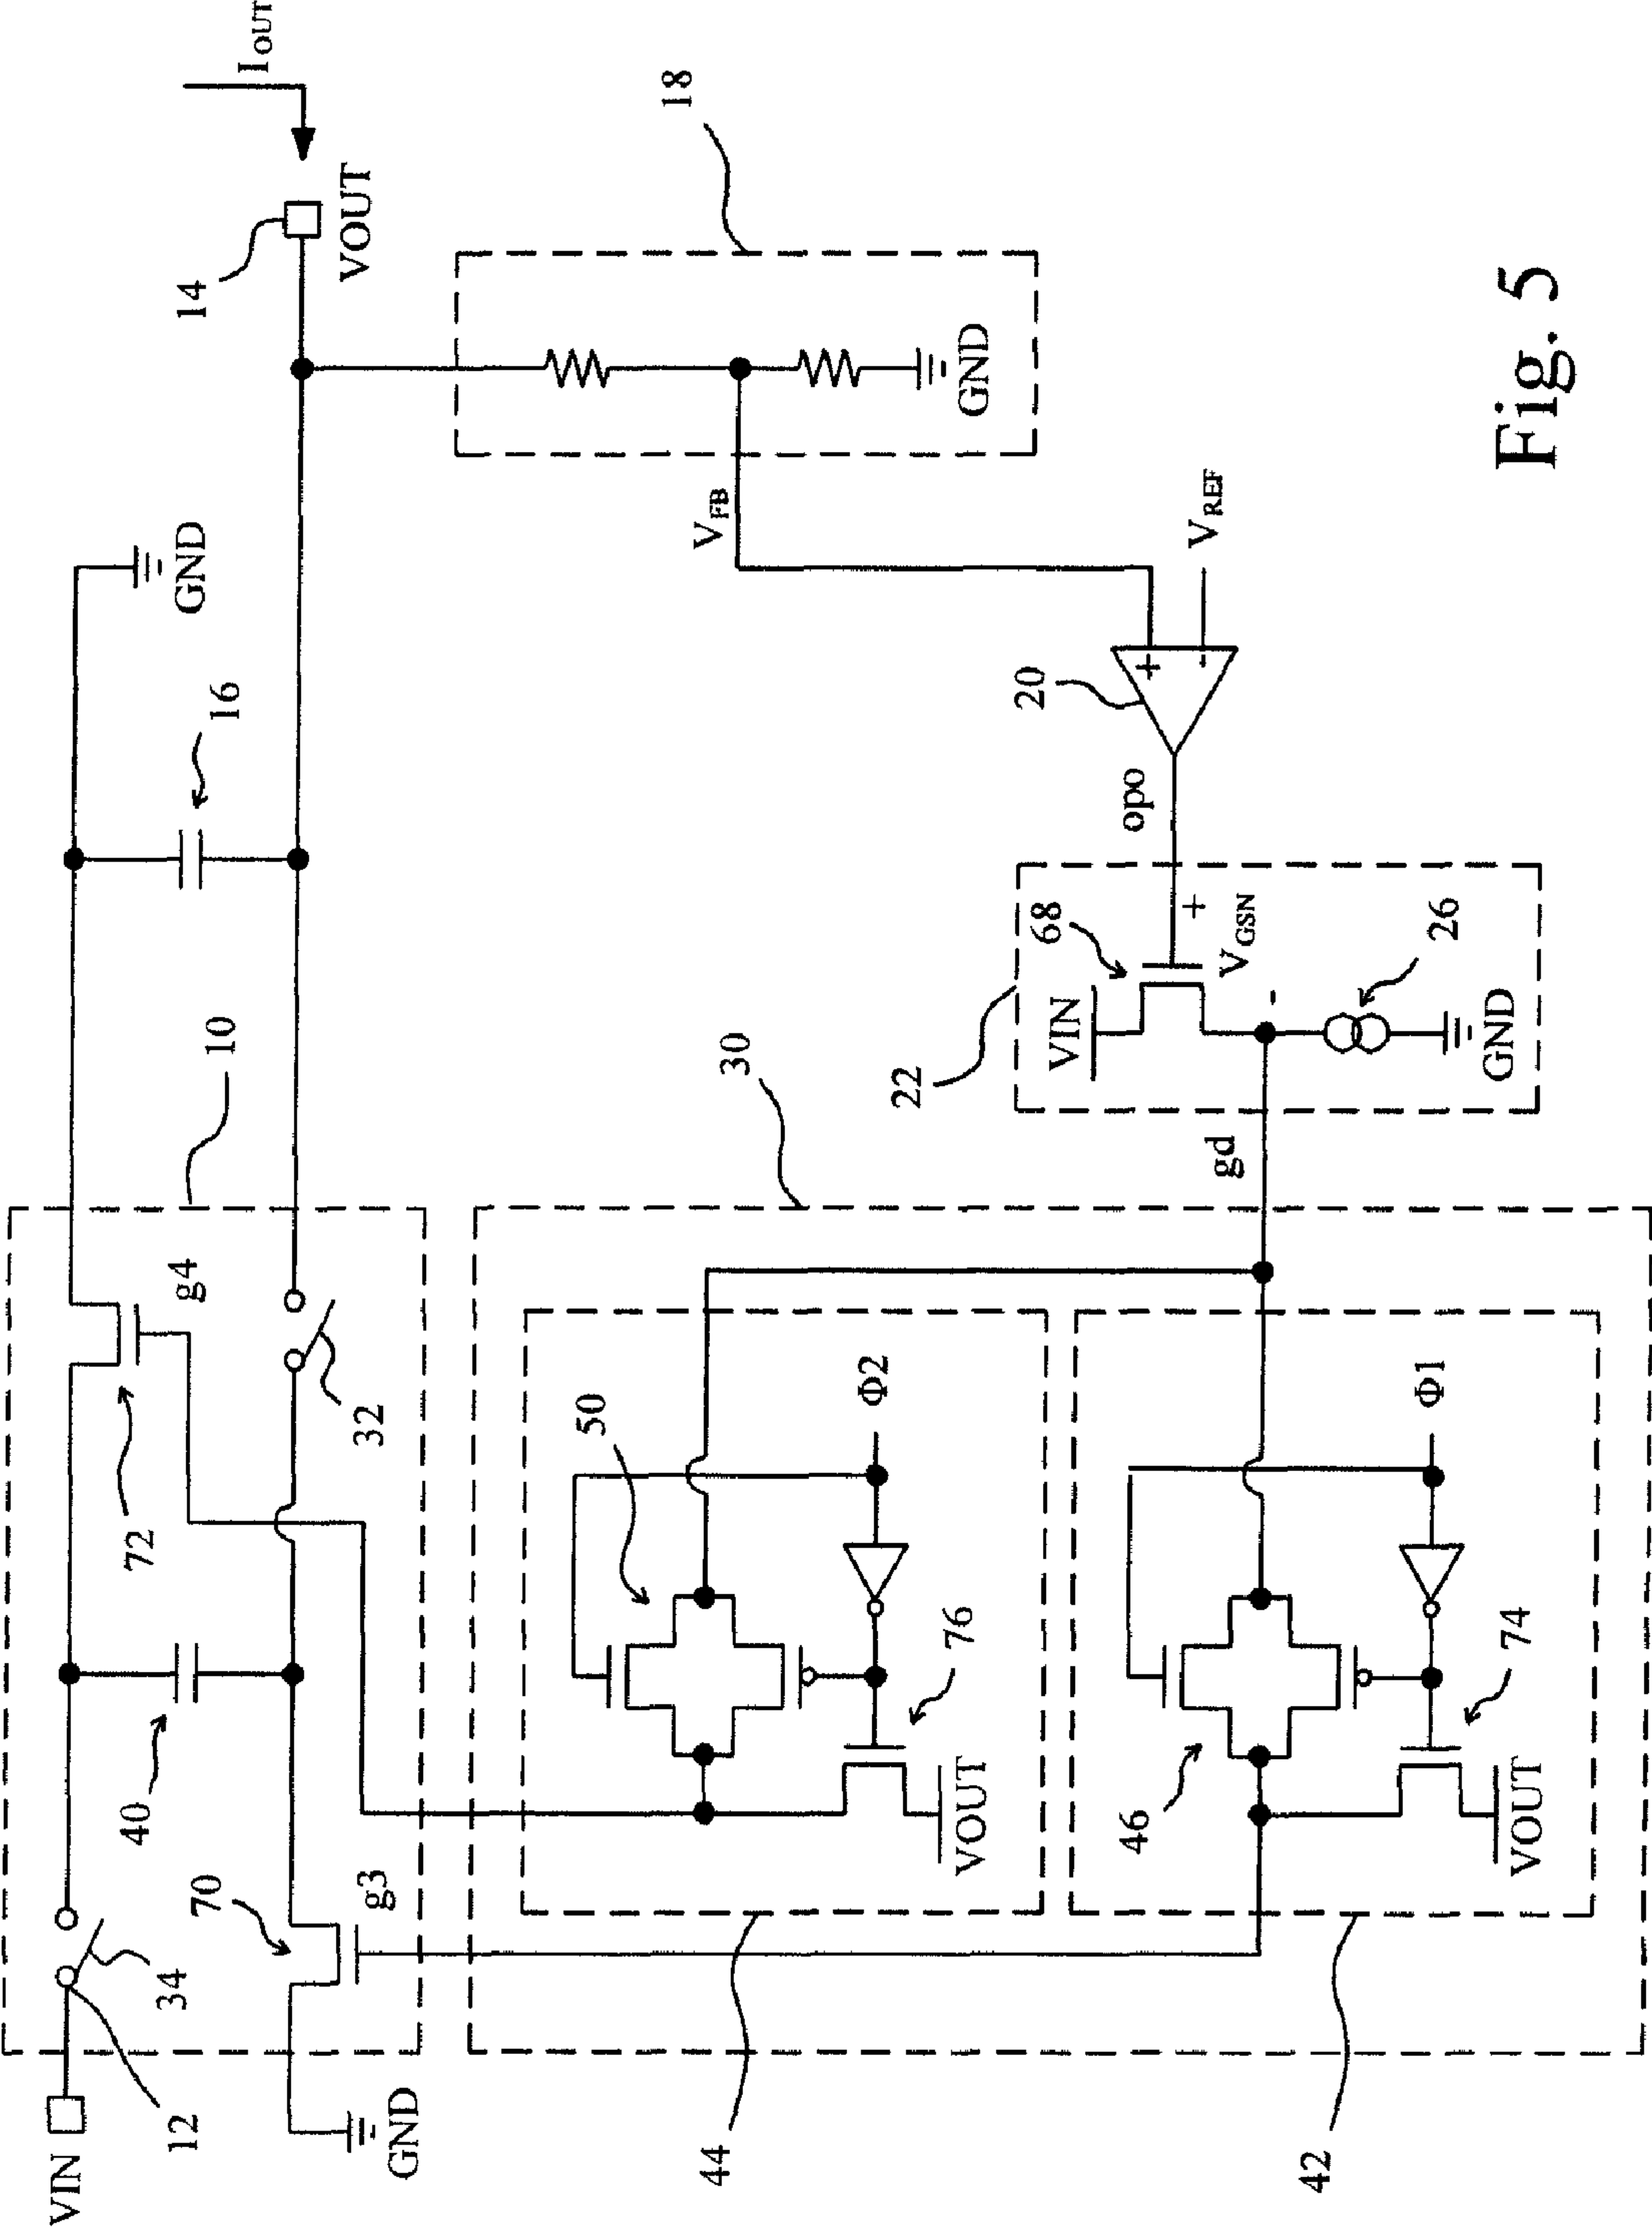 VIN
12
34
GND
70
g3
40
72
g4
32
10
16
GND
14
VOUT
IOUT
18
GND
VFB
VREF
+
-
20
opo
22
VIN
68
+
VGSN
-
26
GND
gd
30
44
50
Φ2
76
VOUT
42
46
Φ1
74
VOUT
Fig. 5